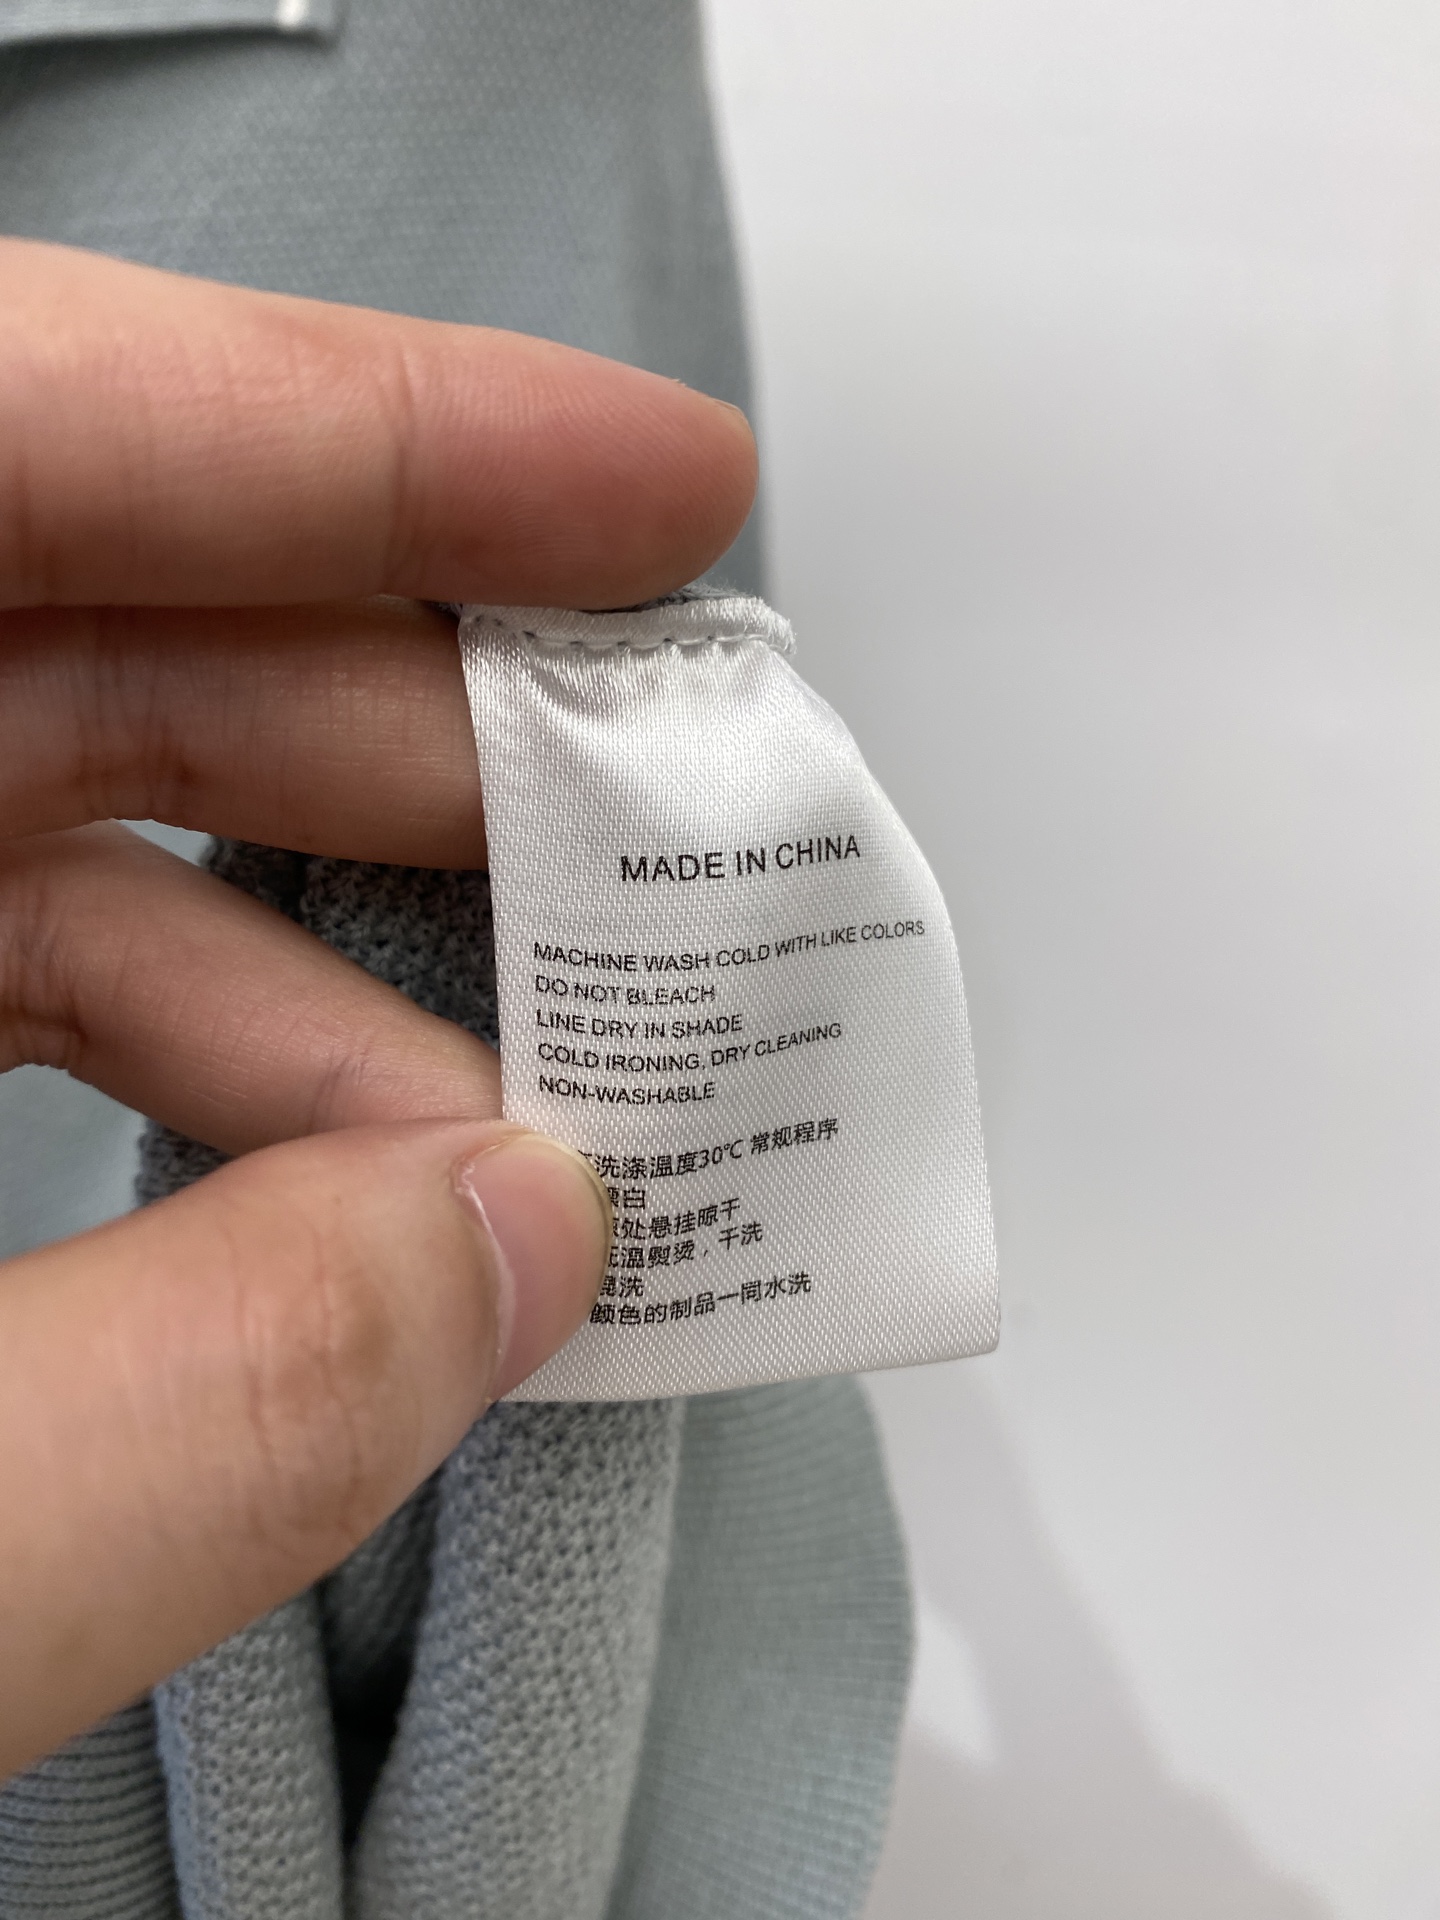 MADE IN CHINA
MACHINE WASH COLD WITH LIKE COLORS
DO NOT BLEACH
LINE DRY IN SHADE
COLD IRONING, DRY CLEANING
NON-WASHABLE
洗涤温度30℃ 常规程序
漂白
处悬挂晾干
低温熨烫，干洗
混洗
颜色的制品一同水洗